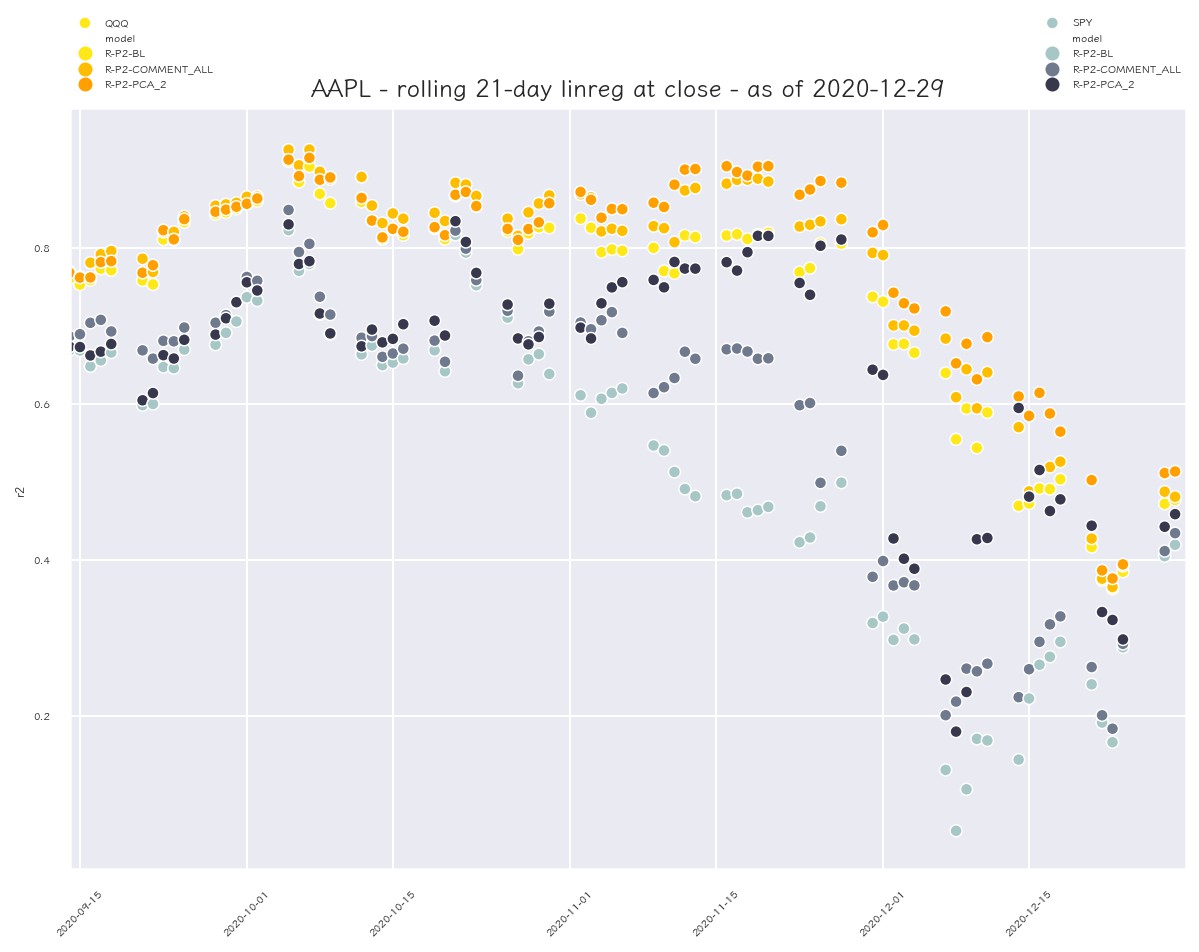 QQQ
model
R-P2-BL
R-P2-COMMENT_ALL
R-P2-PCA_2
SPY
model
R-P2-BL
R-P2-COMMENT_ALL
R-P2-PCA_2
AAPL - rolling 21-day linreg at close - as of 2020-12-29
0.8
0.6
r2
0.4
0.2
2020-09-15
2020-10-01
2020-10-15
2020-11-01
2020-11-15
2020-12-01
2020-12-15